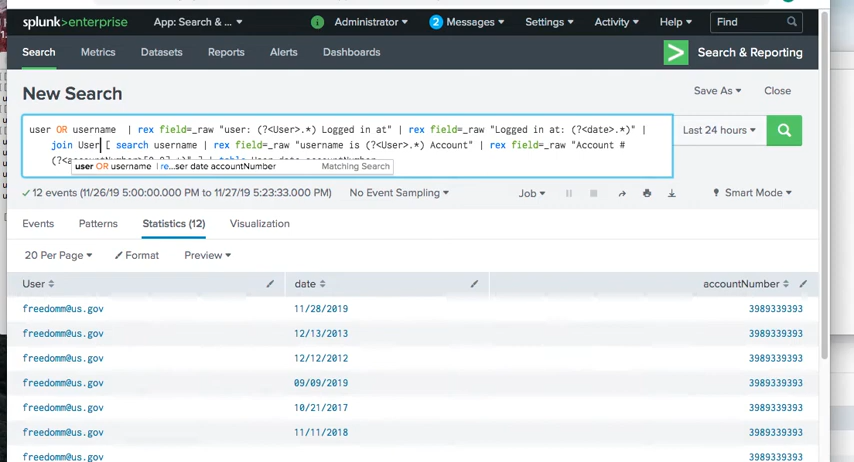 splunk>enterprise App: Search & ... Administrator 2 Messages Settings Activity Help Find
Search Metrics Datasets Reports Alerts Dashboards Search & Reporting
New Search Save As Close
user OR username | rex field=_raw "user: (?<User>.*) Logged in at" | rex field=_raw "Logged in at: (?<date>.*)" |
join User [ search username | rex field=_raw "username is (?<User>.*) Account" | rex field=_raw "Account #
Last 24 hours
user OR username | re...ser date accountNumber Matching Search
12 events (11/26/19 5:00:00.000 PM to 11/27/19 5:23:33.000 PM) No Event Sampling Job Smart Mode
Events Patterns Statistics (12) Visualization
20 Per Page Format Preview
User date accountNumber
freedomm@us.gov 11/28/2019 3989339393
freedomm@us.gov 12/13/2013 3989339393
freedomm@us.gov 12/12/2012 3989339393
freedomm@us.gov 09/09/2019 3989339393
freedomm@us.gov 10/21/2017 3989339393
freedomm@us.gov 11/11/2018 3989339393
freedomm@us.gov 3989339393